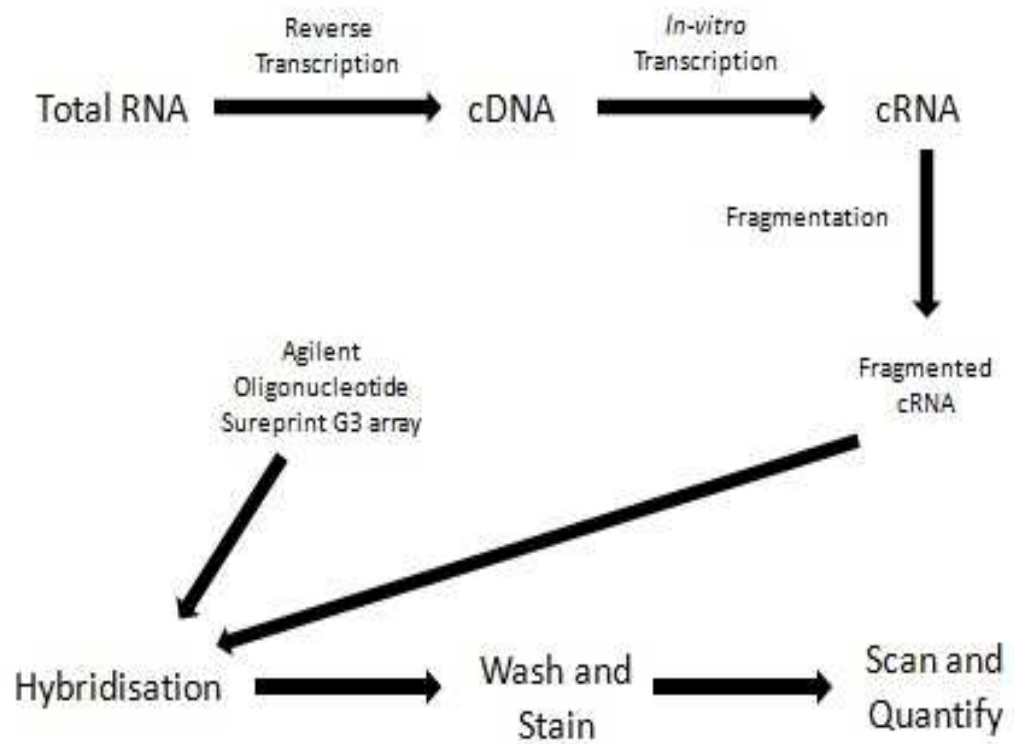 Reverse
Transcription
In-vitro
Transcription
Total RNA
cDNA
cRNA
Fragmentation
Agilent
Oligonucleotide
Sureprint G3 array
Fragmented
cRNA
Hybridisation
Wash and
Stain
Scan and
Quantify